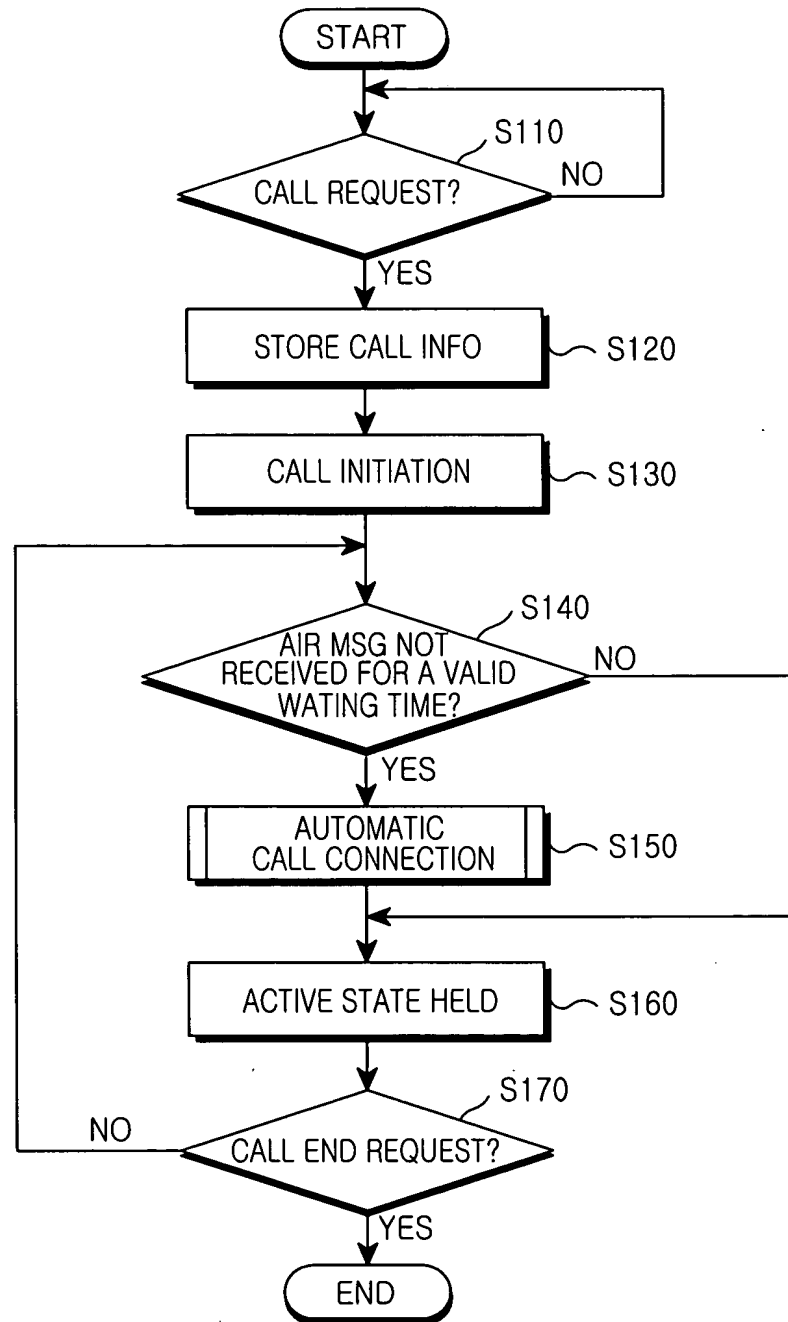 START
S110
CALL REQUEST?
NO
YES
STORE CALL INFO
S120
CALL INITIATION
S130
S140
AIR MSG NOT
RECEIVED FOR A VALID
WATING TIME?
NO
YES
AUTOMATIC
CALL CONNECTION
S150
ACTIVE STATE HELD
S160
S170
NO
CALL END REQUEST?
YES
END